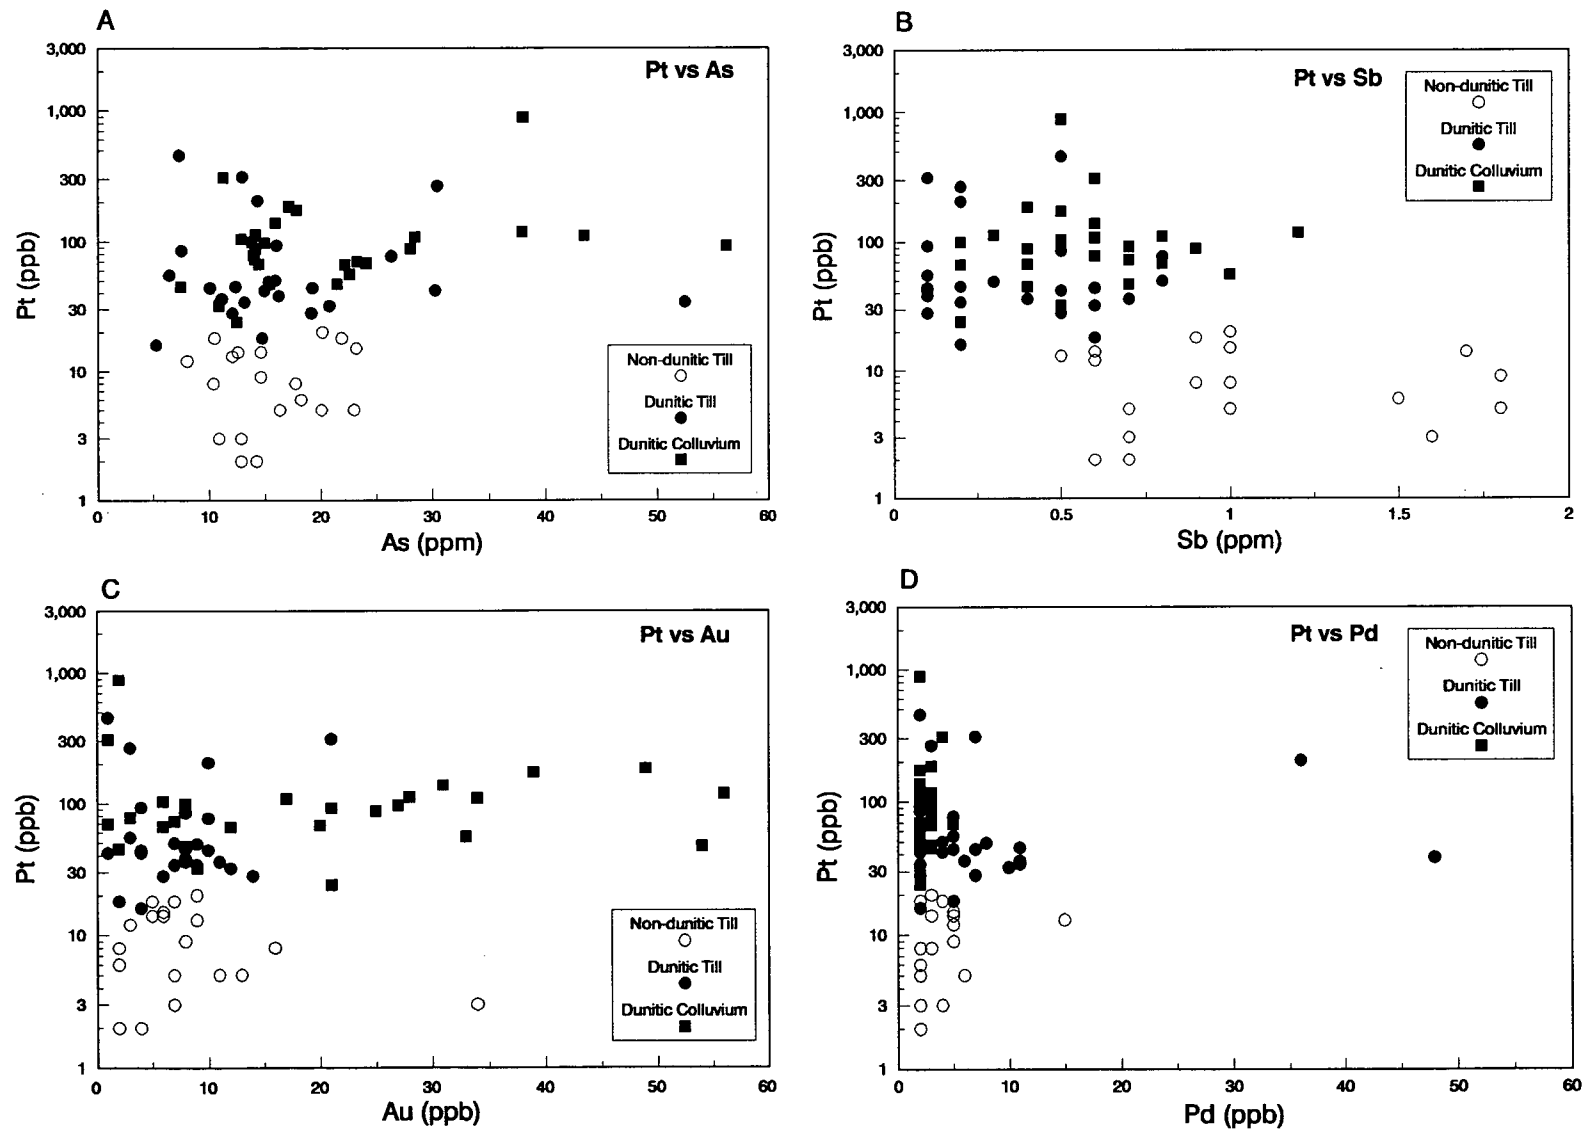 A
Pt vs As
3,000
1,000
300
100
30
10
3
1
Pt (ppb)
Non-dunitic Till
Dunitic Till
Dunitic Colluvium
0 10 20 30 40 50 60
As (ppm)
B
Pt vs Sb
3,000
1,000
300
100
30
10
3
1
Pt (ppb)
Non-dunitic Till
Dunitic Till
Dunitic Colluvium
0 0.5 1 1.5 2
Sb (ppm)
C
Pt vs Au
3,000
1,000
300
100
30
10
3
1
Pt (ppb)
Non-dunitic Till
Dunitic Till
Dunitic Colluvium
0 10 20 30 40 50 60
Au (ppb)
D
Pt vs Pd
3,000
1,000
300
100
30
10
3
1
Pt (ppb)
Non-dunitic Till
Dunitic Till
Dunitic Colluvium
0 10 20 30 40 50 60
Pd (ppb)